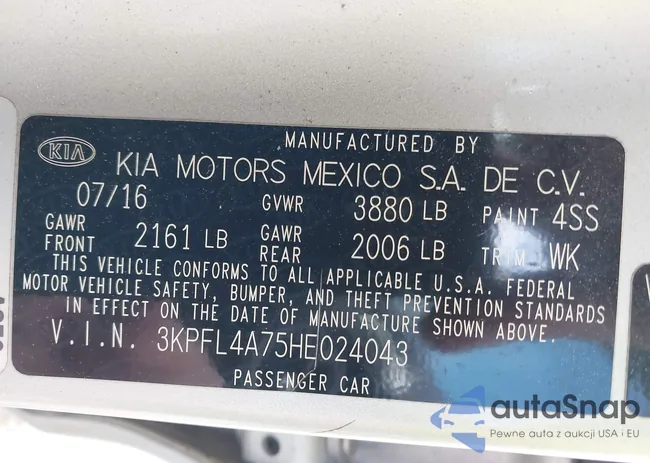 MANUFACTURED BY
KIA KIA MOTORS MEXICO S.A. DE C.V.
07/16 GVWR 3880 LB PAINT 4SS
GAWR FRONT 2161 LB GAWR REAR 2006 LB TRIM WK
THIS VEHICLE CONFORMS TO ALL APPLICABLE U.S.A. FEDERAL
MOTOR VEHICLE SAFETY, BUMPER, AND THEFT PREVENTION STANDARDS
IN EFFECT ON THE DATE OF MANUFACTURE SHOWN ABOVE.
V.I.N. 3KPFL4A75HE024043
PASSENGER CAR
autaSnap
Pewne auta z aukcji USA i EU